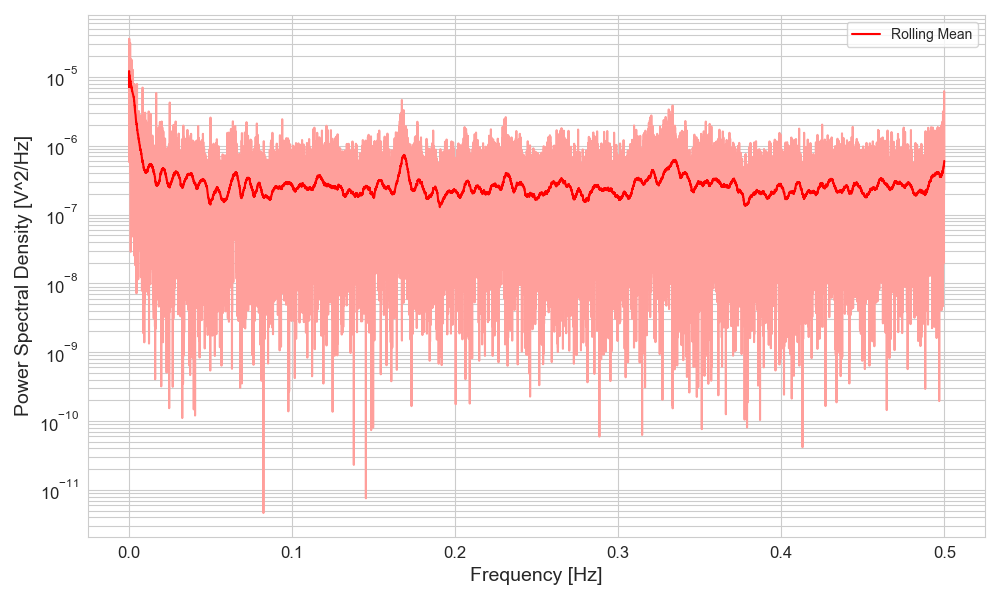 Rolling Mean
Power Spectral Density [V^2/Hz]
10⁻⁵
10⁻⁶
10⁻⁷
10⁻⁸
10⁻⁹
10⁻¹⁰
10⁻¹¹
0.0 0.1 0.2 0.3 0.4 0.5
Frequency [Hz]